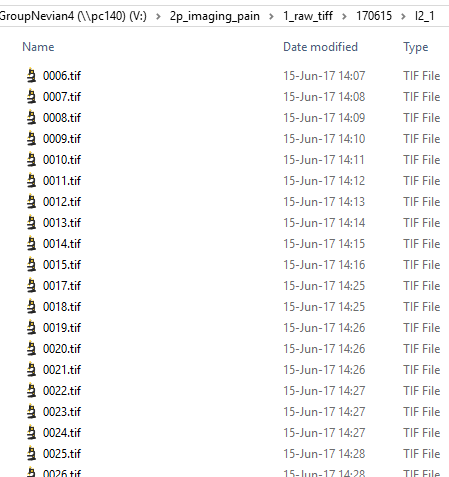 GroupNevian4 (\\pc140) (V:) > 2p_imaging_pain > 1_raw_tiff > 170615 > I2_1
Name Date modified Type
0006.tif 15-Jun-17 14:07 TIF File
0007.tif 15-Jun-17 14:08 TIF File
0008.tif 15-Jun-17 14:09 TIF File
0009.tif 15-Jun-17 14:10 TIF File
0010.tif 15-Jun-17 14:11 TIF File
0011.tif 15-Jun-17 14:12 TIF File
0012.tif 15-Jun-17 14:13 TIF File
0013.tif 15-Jun-17 14:14 TIF File
0014.tif 15-Jun-17 14:15 TIF File
0015.tif 15-Jun-17 14:16 TIF File
0017.tif 15-Jun-17 14:25 TIF File
0018.tif 15-Jun-17 14:25 TIF File
0019.tif 15-Jun-17 14:26 TIF File
0020.tif 15-Jun-17 14:26 TIF File
0021.tif 15-Jun-17 14:26 TIF File
0022.tif 15-Jun-17 14:27 TIF File
0023.tif 15-Jun-17 14:27 TIF File
0024.tif 15-Jun-17 14:27 TIF File
0025.tif 15-Jun-17 14:28 TIF File
0026.tif 15-Jun-17 14:28 TIF File